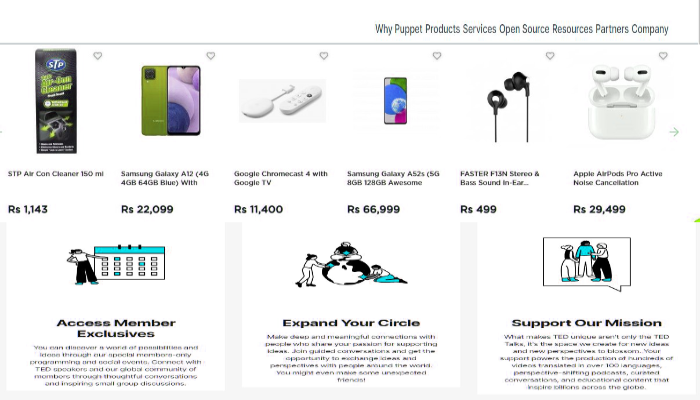 Why Puppet Products Services Open Source Resources Partners Company
STP
Air-Con
Cleaner
STP Air Con Cleaner 150 ml
Samsung Galaxy A12 (4G
4GB 64GB Blue) With
Google Chromecast 4 with
Google TV
Samsung Galaxy A52s (5G
8GB 128GB Awesome
FASTER F13N Stereo &
Bass Sound In-Ear...
Apple AirPods Pro Active
Noise Cancellation
Rs 1,143
Rs 22,099
Rs 11,400
Rs 66,999
Rs 499
Rs 29,499
Access Member
Exclusives
You can discover a world of possibilities and
ideas through our special members-only
programming and social events. Connect with
TED speakers and our global community of
members through thoughtful conversations
and inspiring small group discussions.
Expand Your Circle
Make deep and meaningful connections with
people who share your passion for supporting
ideas. Join guided conversations and get the
opportunity to exchange ideas and
perspectives with people around the world.
You might even make some unexpected
friends!
Support Our Mission
What makes TED unique aren't only the TED
Talks, it's the space we create for new ideas
and new perspectives to blossom. Your
support powers the production of hundreds of
videos translated in over 100 languages,
perspective-shifting podcasts, curated
conversations, and educational content that
inspire billions across the globe.